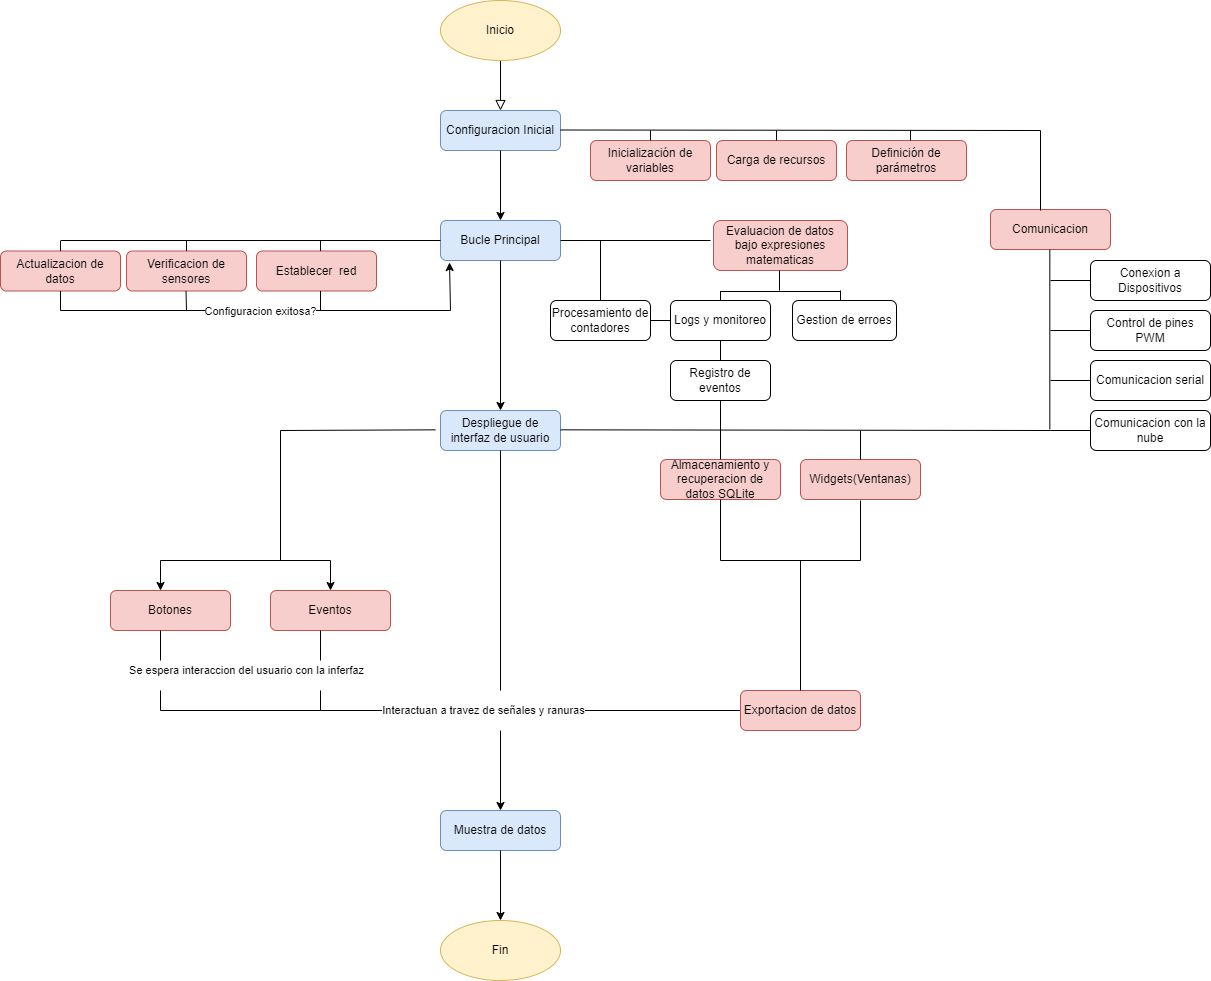 Inicio
Configuracion Inicial
Inicialización de
variables
Carga de recursos
Definición de
parámetros
Comunicacion
Bucle Principal
Evaluacion de datos
bajo expresiones
matematicas
Actualizacion de
datos
Verificacion de
sensores
Establecer  red
Configuracion exitosa?
Conexion a
Dispositivos
Procesamiento de
contadores
Logs y monitoreo
Gestion de erroes
Control de pines
PWM
Registro de
eventos
Comunicacion serial
Despliegue de
interfaz de usuario
Comunicacion con la
nube
Almacenamiento y
recuperacion de
datos SQLite
Widgets(Ventanas)
Botones
Eventos
Se espera interaccion del usuario con la inferfaz
Interactuan a travez de señales y ranuras
Exportacion de datos
Muestra de datos
Fin